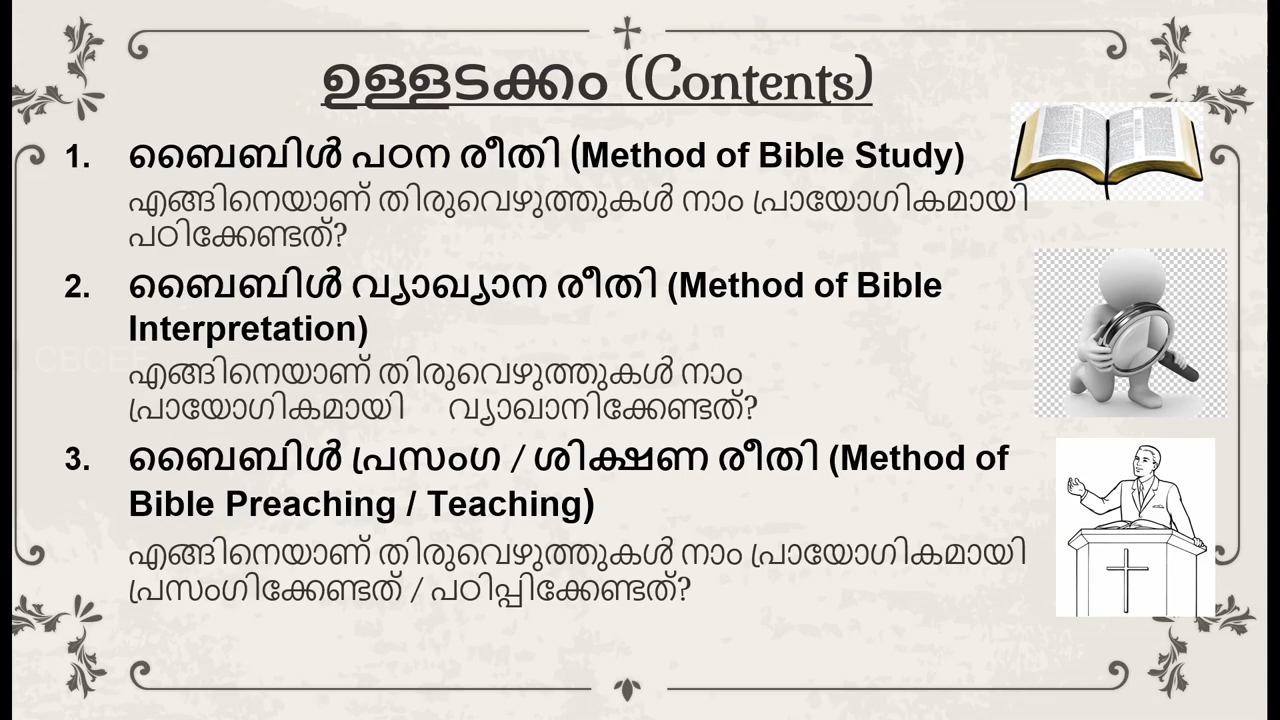 ഉള്ളടക്കം (Contents)
1. ബൈബിൾ പഠന രീതി (Method of Bible Study)
എങ്ങിനെയാണ് തിരുവെഴുത്തുകൾ നാം പ്രായോഗികമായി
പഠിക്കേണ്ടത്?
2. ബൈബിൾ വ്യാഖ്യാന രീതി (Method of Bible
Interpretation)
എങ്ങിനെയാണ് തിരുവെഴുത്തുകൾ നാം
പ്രായോഗികമായി വ്യാഖാനിക്കേണ്ടത്?
3. ബൈബിൾ പ്രസംഗ / ശിക്ഷണ രീതി (Method of
Bible Preaching / Teaching)
എങ്ങിനെയാണ് തിരുവെഴുത്തുകൾ നാം പ്രായോഗികമായി
പ്രസംഗിക്കേണ്ടത് / പഠിപ്പിക്കേണ്ടത്?